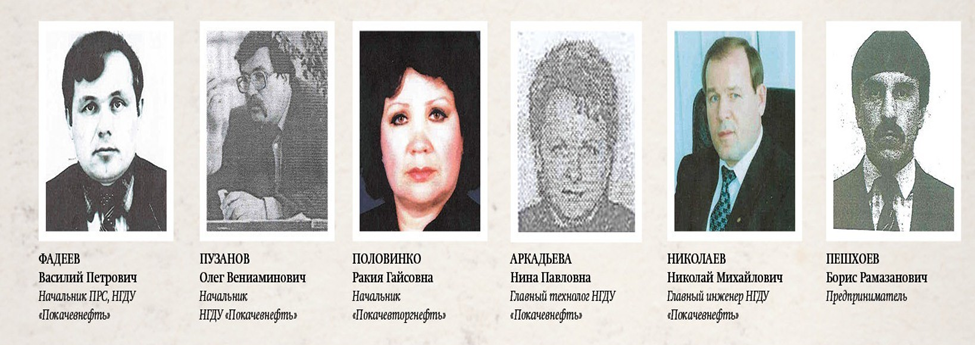 ФАДЕЕВ
Василий Петрович
Начальник ПРС, НГДУ
«Покачевнефть»
ПУЗАНОВ
Олег Вениаминович
Начальник
НГДУ «Покачевнефть»
ПОЛОВИНКО
Ракия Гайсовна
Начальник
«Покачевторгнефть»
АРКАДЬЕВА
Нина Павловна
Главный технолог НГДУ
«Покачевнефть»
НИКОЛАЕВ
Николай Михайлович
Главный инженер НГДУ
«Покачевнефть»
ПЕШХОЕВ
Борис Рамазанович
Предприниматель